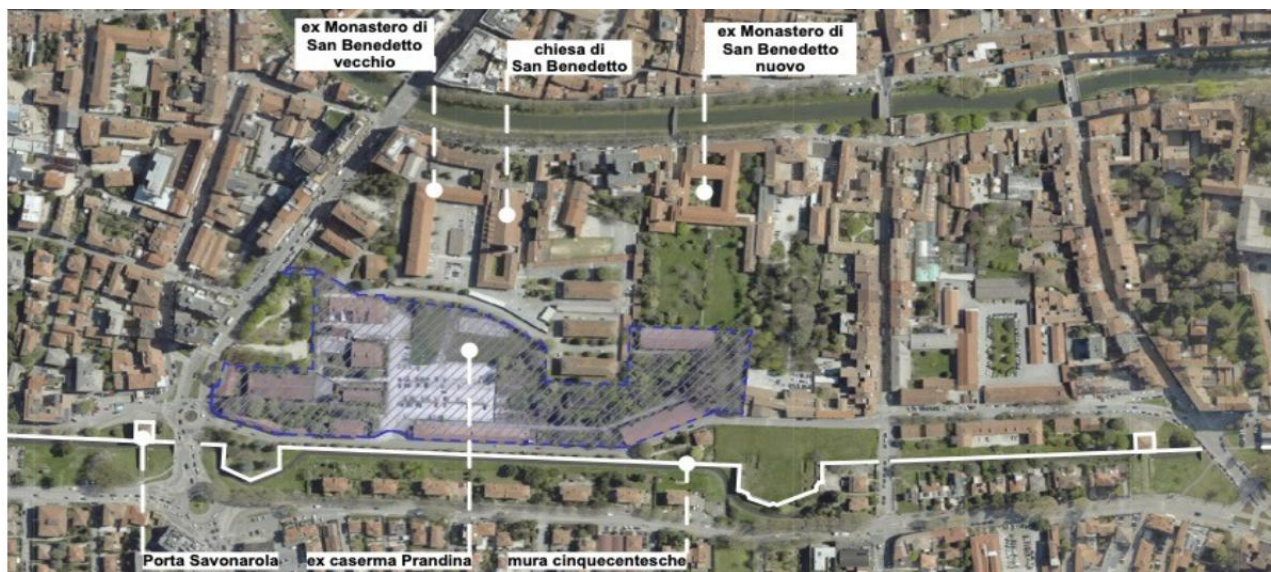 ex Monastero di
San Benedetto
vecchio
chiesa di
San Benedetto
ex Monastero di
San Benedetto
nuovo
Porta Savonarola
ex caserma Prandina
mura cinquecentesche